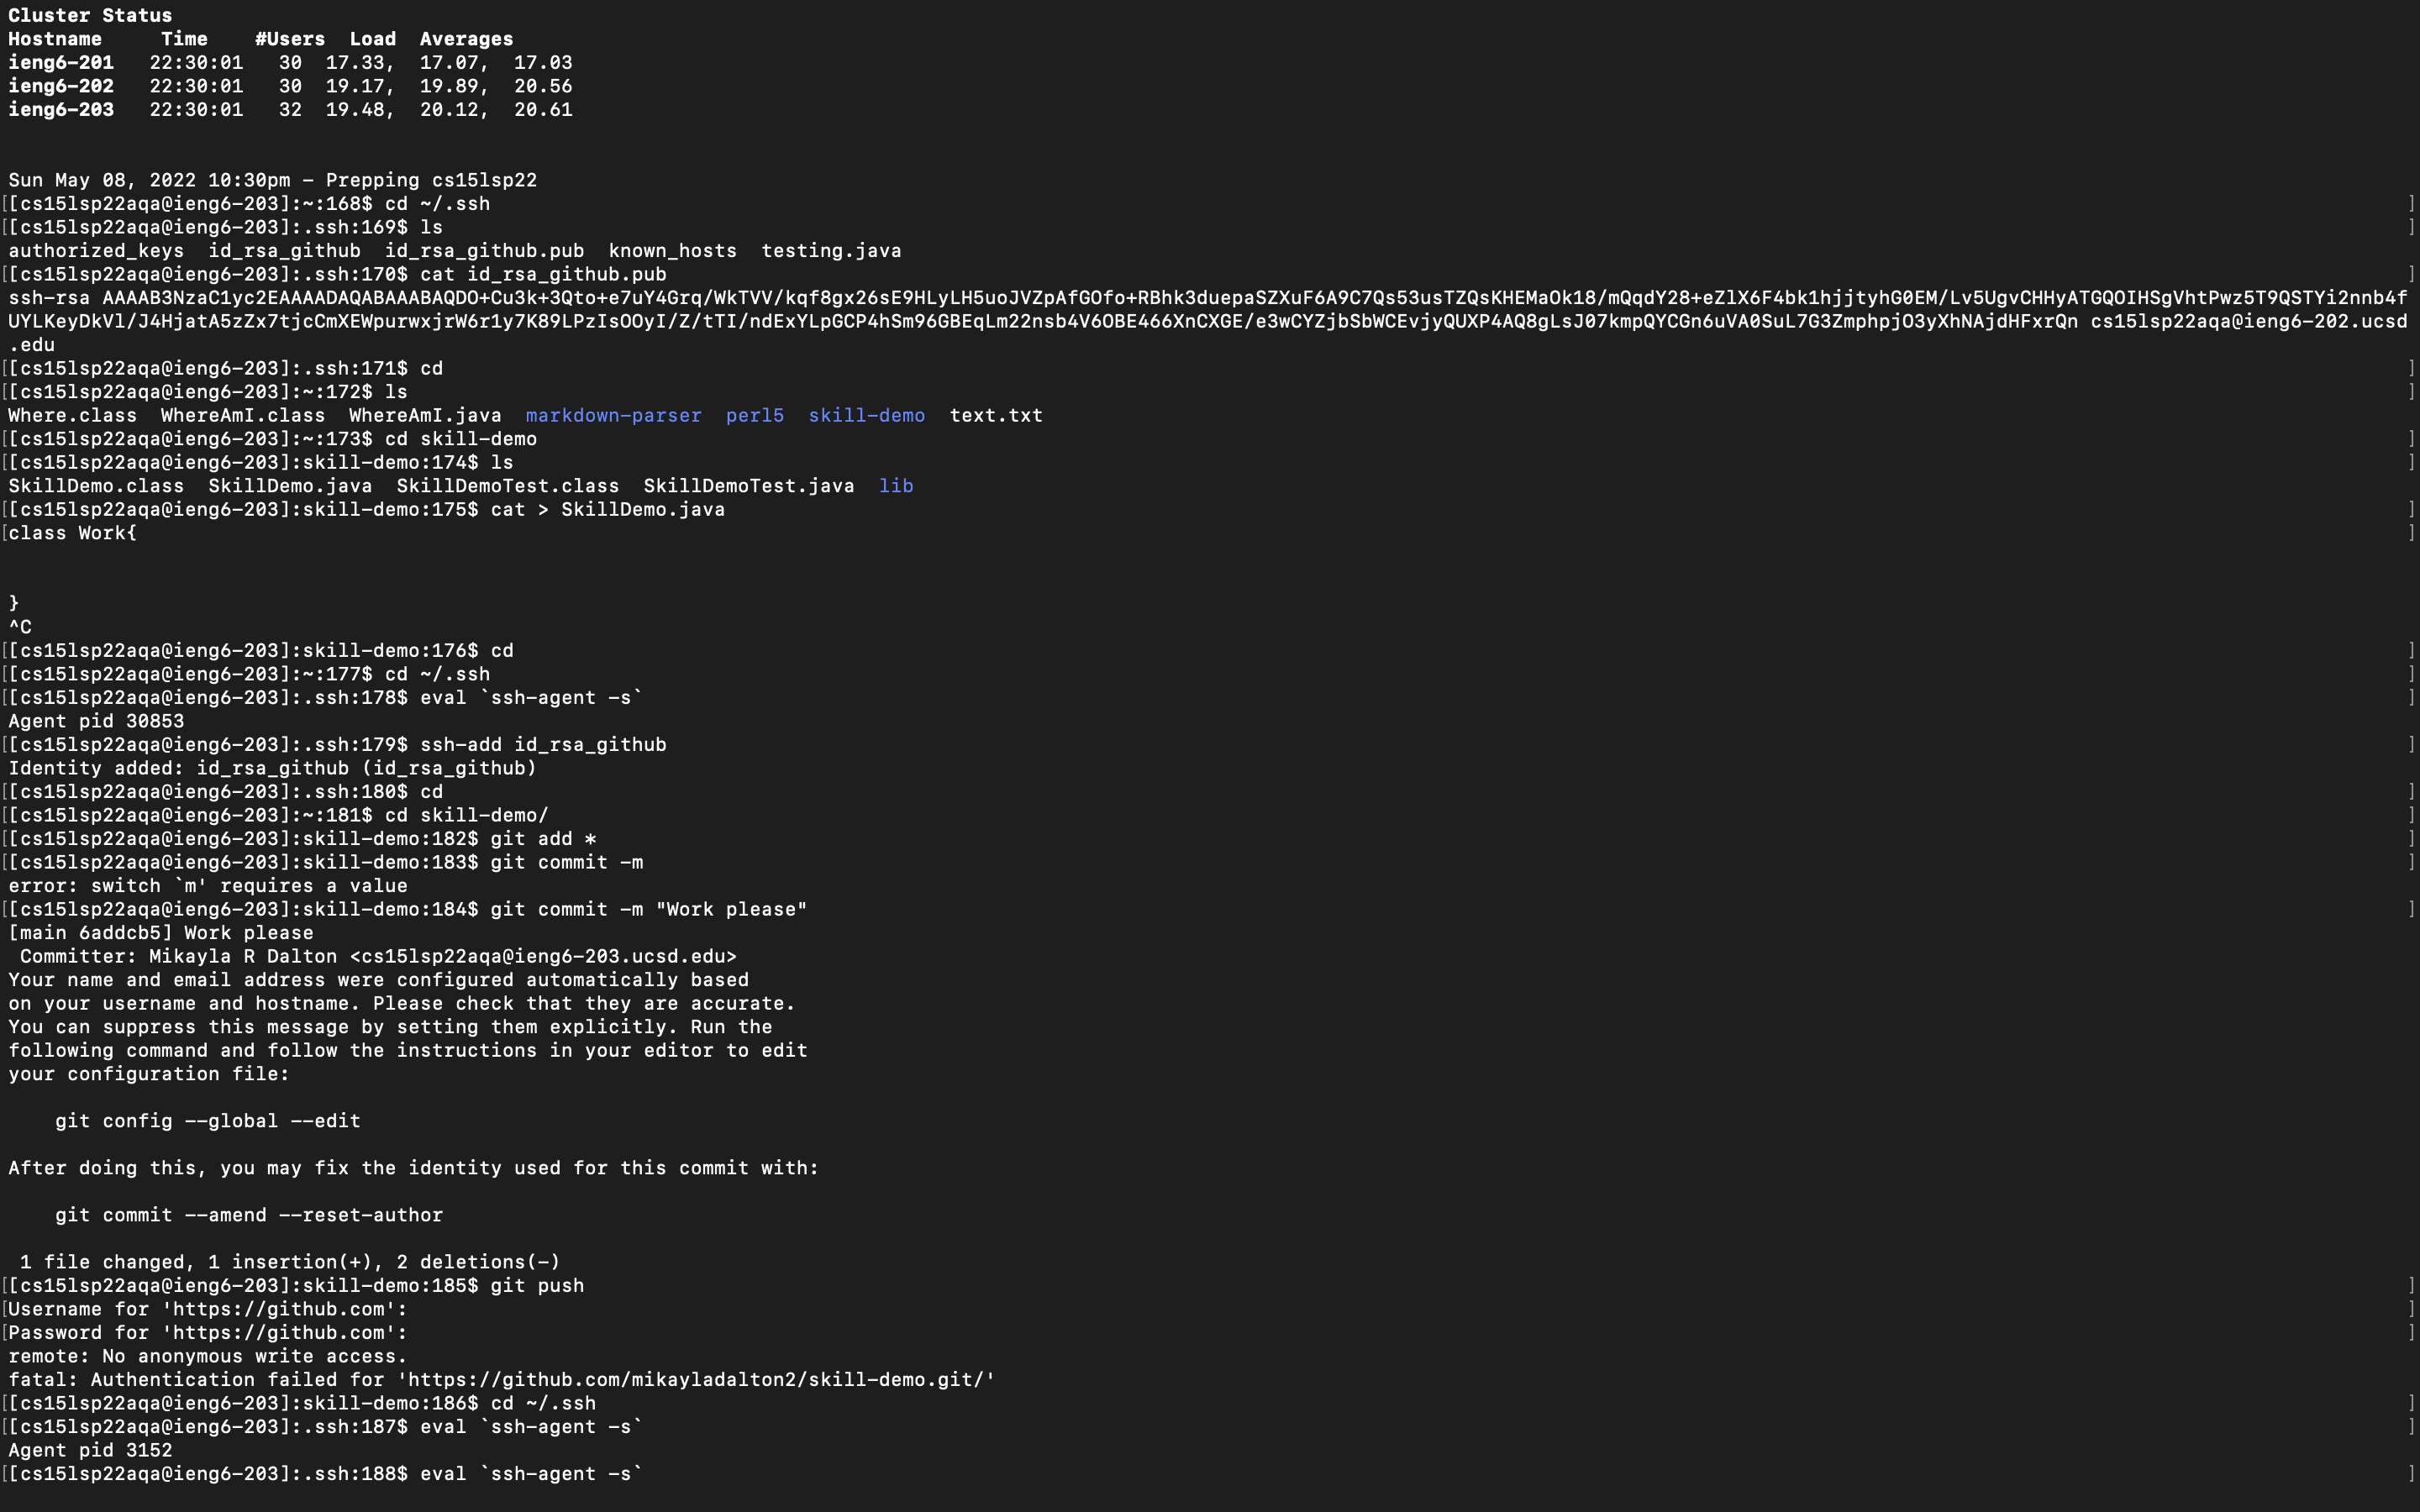 Cluster Status
Hostname     Time    #Users  Load  Averages
ieng6-201   22:30:01   30  17.33,  17.07,  17.03
ieng6-202   22:30:01   30  19.17,  19.89,  20.56
ieng6-203   22:30:01   32  19.48,  20.12,  20.61
Sun May 08, 2022 10:30pm - Prepping cs15lsp22
[[cs15lsp22aqa@ieng6-203]:~:168$ cd ~/.ssh ]
[[cs15lsp22aqa@ieng6-203]:.ssh:169$ ls ]
authorized_keys  id_rsa_github  id_rsa_github.pub  known_hosts  testing.java
[[cs15lsp22aqa@ieng6-203]:.ssh:170$ cat id_rsa_github.pub ]
ssh-rsa AAAAB3NzaC1yc2EAAAADAQABAAABAQDO+Cu3k+3Qto+e7uY4Grq/WkTVV/kqf8gx26sE9HLyLH5uoJVZpAfGOfo+RBhk3duepaSZXuF6A9C7Qs53usTZQsKHEMaOk18/mQqdY28+eZlX6F4bk1hjjtyhG0EM/Lv5UgvCHHyATGQOIHSgVhtPwz5T9QSTYi2nnb4f
UYLKeyDkVl/J4HjatA5zZx7tjcCmXEWpurwxjrW6r1y7K89LPzIsOOyI/Z/tTI/ndExYLpGCP4hSm96GBEqLm22nsb4V6OBE466XnCXGE/e3wCYZjbSbWCEvjyQUXP4AQ8gLsJ07kmpQYCGn6uVA0SuL7G3ZmphpjO3yXhNAjdHFxrQn cs15lsp22aqa@ieng6-202.ucsd
.edu
[[cs15lsp22aqa@ieng6-203]:.ssh:171$ cd ]
[[cs15lsp22aqa@ieng6-203]:~:172$ ls ]
Where.class  WhereAmI.class  WhereAmI.java  markdown-parser  perl5  skill-demo  text.txt
[[cs15lsp22aqa@ieng6-203]:~:173$ cd skill-demo ]
[[cs15lsp22aqa@ieng6-203]:skill-demo:174$ ls ]
SkillDemo.class  SkillDemo.java  SkillDemoTest.class  SkillDemoTest.java  lib
[[cs15lsp22aqa@ieng6-203]:skill-demo:175$ cat > SkillDemo.java ]
[class Work{ ]
}
^C
[[cs15lsp22aqa@ieng6-203]:skill-demo:176$ cd ]
[[cs15lsp22aqa@ieng6-203]:~:177$ cd ~/.ssh ]
[[cs15lsp22aqa@ieng6-203]:.ssh:178$ eval `ssh-agent -s` ]
Agent pid 30853
[[cs15lsp22aqa@ieng6-203]:.ssh:179$ ssh-add id_rsa_github ]
Identity added: id_rsa_github (id_rsa_github)
[[cs15lsp22aqa@ieng6-203]:.ssh:180$ cd ]
[[cs15lsp22aqa@ieng6-203]:~:181$ cd skill-demo/ ]
[[cs15lsp22aqa@ieng6-203]:skill-demo:182$ git add * ]
[[cs15lsp22aqa@ieng6-203]:skill-demo:183$ git commit -m ]
error: switch `m' requires a value
[[cs15lsp22aqa@ieng6-203]:skill-demo:184$ git commit -m "Work please" ]
[main 6addcb5] Work please
 Committer: Mikayla R Dalton <cs15lsp22aqa@ieng6-203.ucsd.edu>
Your name and email address were configured automatically based
on your username and hostname. Please check that they are accurate.
You can suppress this message by setting them explicitly. Run the
following command and follow the instructions in your editor to edit
your configuration file:
    git config --global --edit
After doing this, you may fix the identity used for this commit with:
    git commit --amend --reset-author
 1 file changed, 1 insertion(+), 2 deletions(-)
[[cs15lsp22aqa@ieng6-203]:skill-demo:185$ git push ]
[Username for 'https://github.com': ]
[Password for 'https://github.com': ]
remote: No anonymous write access.
fatal: Authentication failed for 'https://github.com/mikayladalton2/skill-demo.git/'
[[cs15lsp22aqa@ieng6-203]:skill-demo:186$ cd ~/.ssh ]
[[cs15lsp22aqa@ieng6-203]:.ssh:187$ eval `ssh-agent -s` ]
Agent pid 3152
[[cs15lsp22aqa@ieng6-203]:.ssh:188$ eval `ssh-agent -s` ]